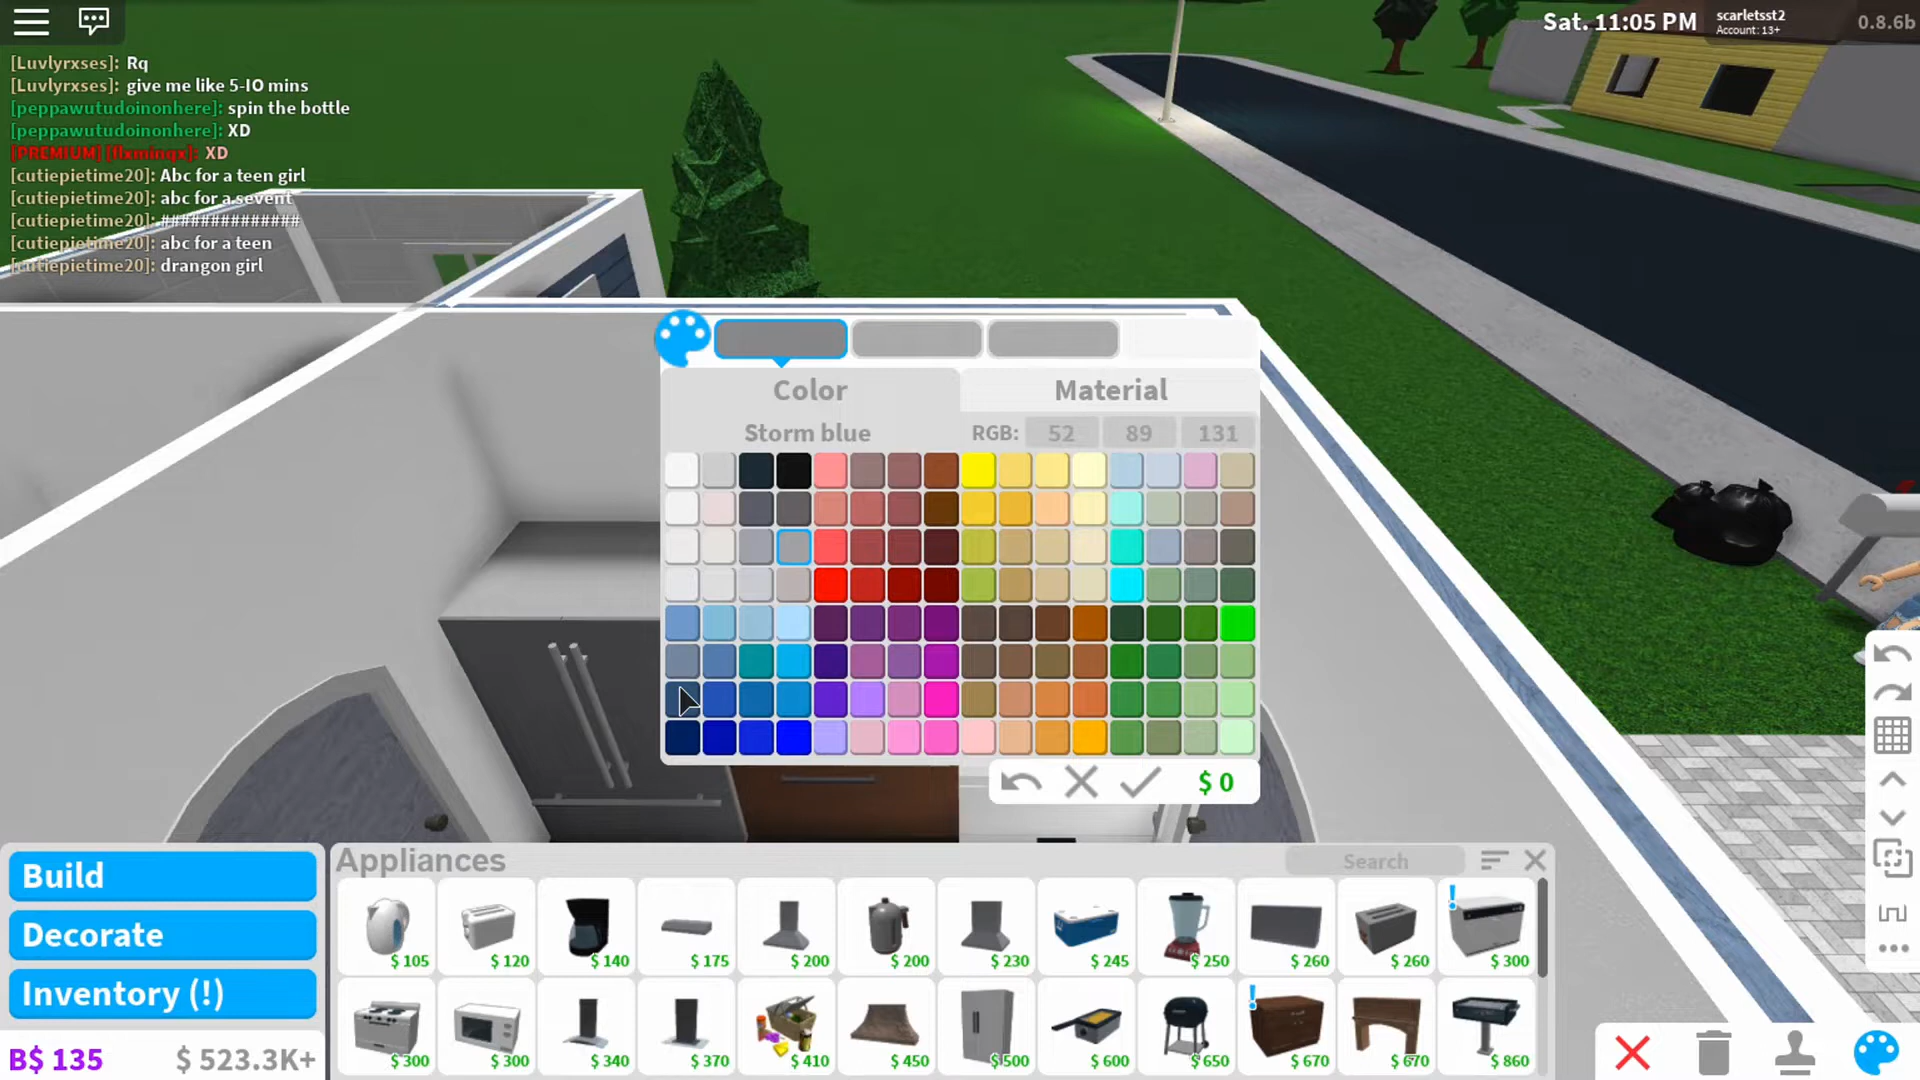 Sat. 11:05 PM
scarletsst2
Account: 13+
0.8.6b
[Luvlyrxses]: Rq
[Luvlyrxses]: give me like 5-IO mins
[peppawutudoinonhere]: spin the bottle
[peppawutudoinonhere]: XD
[PREMIUM] [flxminqx]: XD
[cutiepietime20]: Abc for a teen girl
[cutiepietime20]: abc for a sevent
[cutiepietime20]: ##############
[cutiepietime20]: abc for a teen
[cutiepietime20]: drangon girl
Color
Material
Storm blue
RGB: 52 89 131
$ 0
Build
Decorate
Inventory (!)
B$ 135
$ 523.3K+
Appliances
Search
$ 105 $ 120 $ 140 $ 175 $ 200 $ 200 $ 230 $ 245 $ 250 $ 260 $ 260 ! $ 300
$ 300 $ 300 $ 340 $ 370 $ 410 $ 450 $ 500 $ 600 $ 650 ! $ 670 $ 670 $ 860